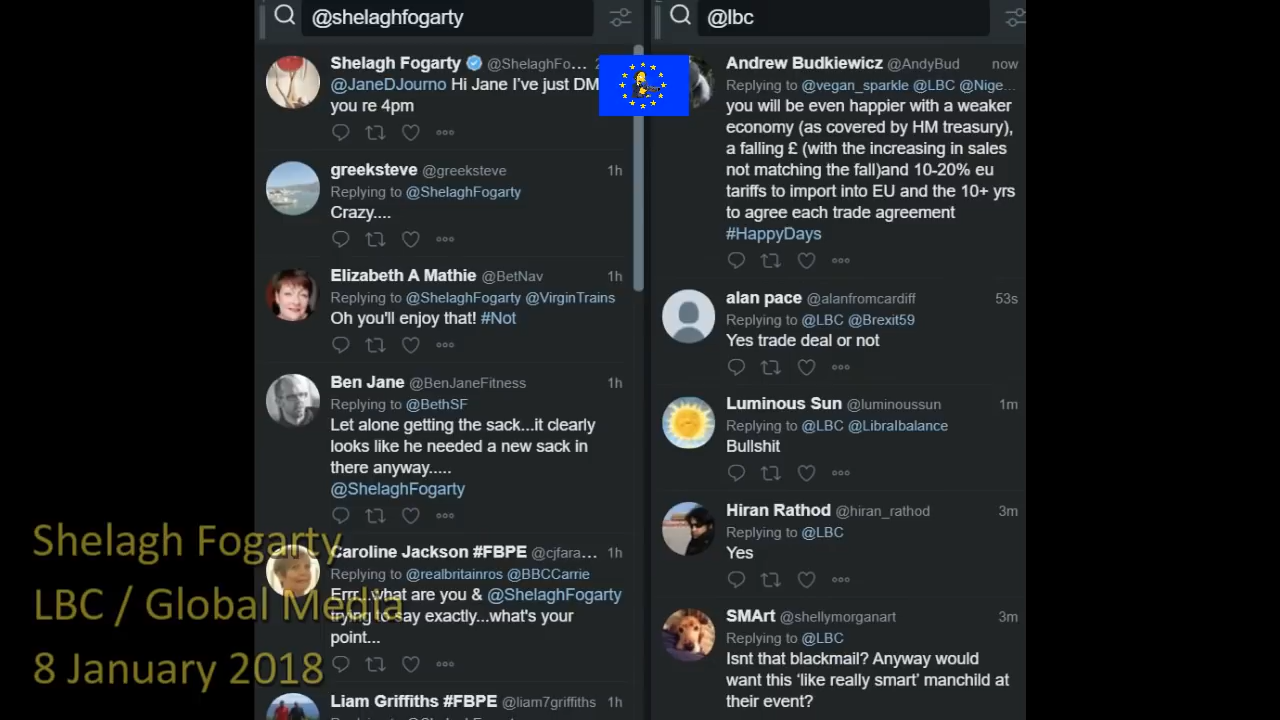 @shelaghfogarty
Shelagh Fogarty @ShelaghFo...
@JaneDJourno Hi Jane I've just DM
you re 4pm
greeksteve @greeksteve 1h
Replying to @ShelaghFogarty
Crazy....
Elizabeth A Mathie @BetNav 1h
Replying to @ShelaghFogarty @VirginTrains
Oh you'll enjoy that! #Not
Ben Jane @BenJaneFitness 1h
Replying to @BethSF
Let alone getting the sack...it clearly
looks like he needed a new sack in
there anyway.....
@ShelaghFogarty
Caroline Jackson #FBPE @cjfara... 1h
Replying to @realbritainros @BBCCarrie
Errr...what are you & @ShelaghFogarty
trying to say exactly...what's your
point...
Liam Griffiths #FBPE @liam7griffiths 1h
@lbc
Andrew Budkiewicz @AndyBud now
Replying to @vegan_sparkle @LBC @Nige...
you will be even happier with a weaker
economy (as covered by HM treasury),
a falling £ (with the increasing in sales
not matching the fall)and 10-20% eu
tariffs to import into EU and the 10+ yrs
to agree each trade agreement
#HappyDays
alan pace @alanfromcardiff 53s
Replying to @LBC @Brexit59
Yes trade deal or not
Luminous Sun @luminoussun 1m
Replying to @LBC @Libralbalance
Bullshit
Hiran Rathod @hiran_rathod 3m
Replying to @LBC
Yes
SMArt @shellymorganart 3m
Replying to @LBC
Isnt that blackmail? Anyway would
want this 'like really smart' manchild at
their event?
Shelagh Fogarty
LBC / Global Media
8 January 2018